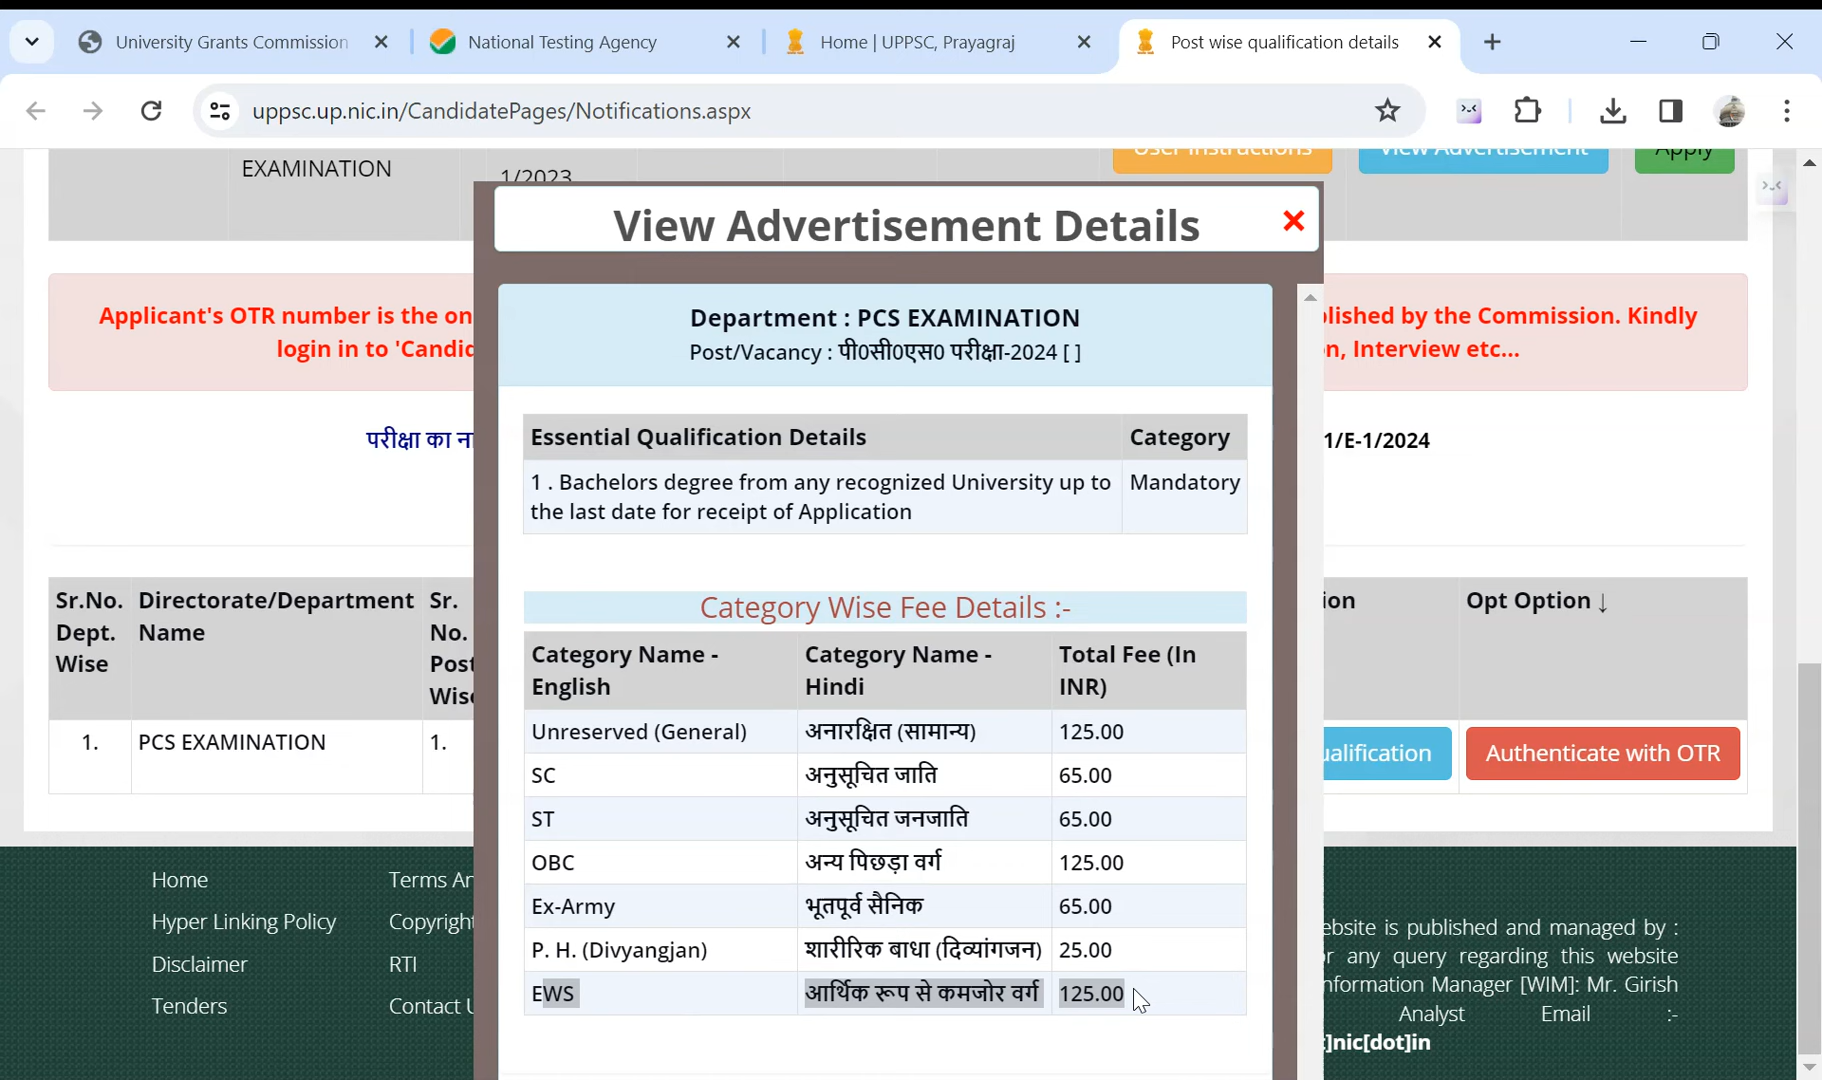 University Grants Commission
National Testing Agency
Home | UPPSC, Prayagraj
Post wise qualification details
uppsc.up.nic.in/CandidatePages/Notifications.aspx
EXAMINATION
1/2023
User Instructions
View Advertisement
Apply
View Advertisement Details
Applicant's OTR number is the on
login in to 'Candid
blished by the Commission. Kindly
n, Interview etc...
Department : PCS EXAMINATION
Post/Vacancy : पी0सी0एस0 परीक्षा-2024 [ ]
परीक्षा का ना
1/E-1/2024
Essential Qualification Details
Category
1 . Bachelors degree from any recognized University up to
the last date for receipt of Application
Mandatory
Category Wise Fee Details :-
Category Name -
English
Category Name -
Hindi
Total Fee (In
INR)
Unreserved (General) अनारक्षित (सामान्य) 125.00
SC अनुसूचित जाति 65.00
ST अनुसूचित जनजाति 65.00
OBC अन्य पिछड़ा वर्ग 125.00
Ex-Army भूतपूर्व सैनिक 65.00
P. H. (Divyangjan) शारीरिक बाधा (दिव्यांगजन) 25.00
EWS आर्थिक रूप से कमजोर वर्ग 125.00
Sr.No.
Dept.
Wise
Directorate/Department
Name
Sr.
No.
Post
Wise
ion
Opt Option ↓
1. PCS EXAMINATION 1.
ualification
Authenticate with OTR
Home
Hyper Linking Policy
Disclaimer
Tenders
Terms An
Copyright
RTI
Contact U
ebsite is published and managed by :
or any query regarding this website
nformation Manager [WIM]: Mr. Girish
Analyst Email :-
t]nic[dot]in